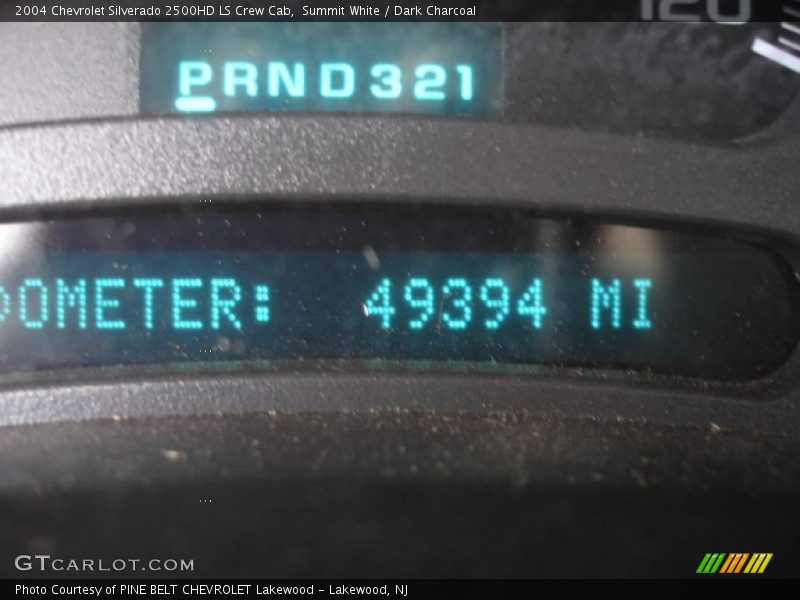 2004 Chevrolet Silverado 2500HD LS Crew Cab, Summit White / Dark Charcoal
120
PRND321
ODOMETER: 49394 MI
GTCARLOT.COM
Photo Courtesy of PINE BELT CHEVROLET Lakewood - Lakewood, NJ